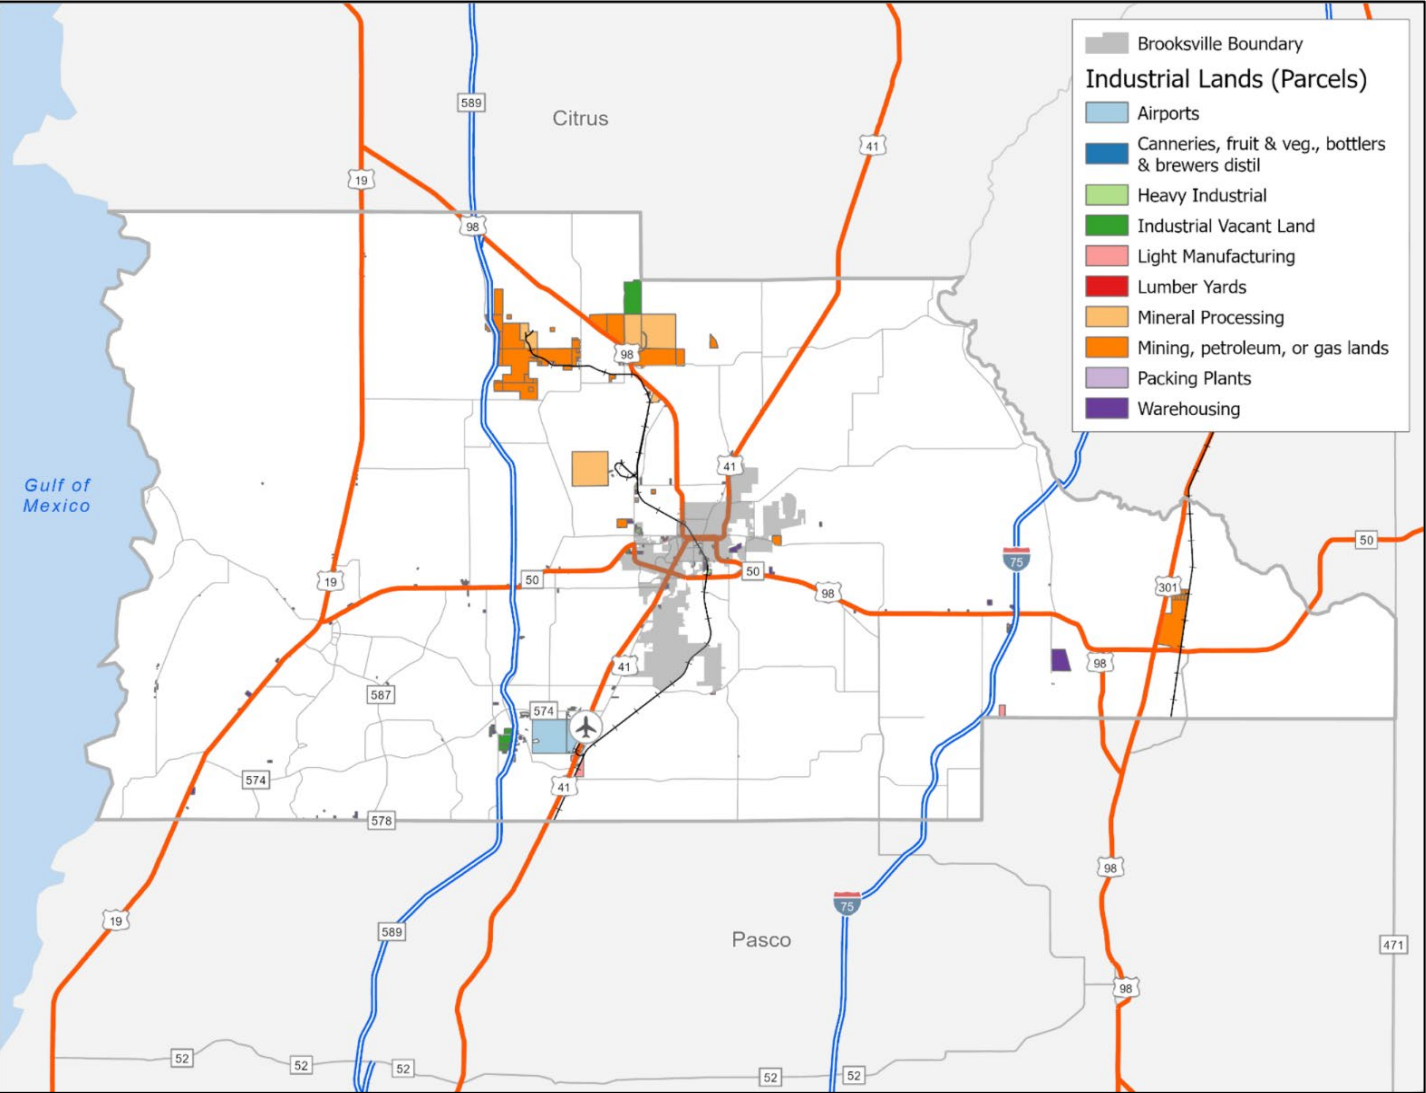 Brooksville Boundary
Industrial Lands (Parcels)
Airports
Canneries, fruit & veg., bottlers
& brewers distil
Heavy Industrial
Industrial Vacant Land
Light Manufacturing
Lumber Yards
Mineral Processing
Mining, petroleum, or gas lands
Packing Plants
Warehousing
589
Citrus
41
19
98
98
41
Gulf of
Mexico
50
75
19
50
50
98
301
41
98
587
574
574
41
578
98
75
19
589
Pasco
471
98
52
52
52
52
52